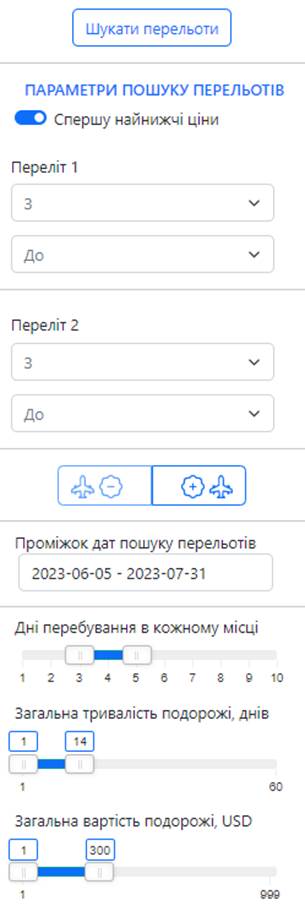 Шукати перельоти
ПАРАМЕТРИ ПОШУКУ ПЕРЕЛЬОТІВ
Спершу найнижчі ціни
Переліт 1
З
До
Переліт 2
З
До
Проміжок дат пошуку перельотів
2023-06-05 - 2023-07-31
Дні перебування в кожному місці
1 2 3 4 5 6 7 8 9 10
Загальна тривалість подорожі, днів
1 14
1 60
Загальна вартість подорожі, USD
1 300
1 999